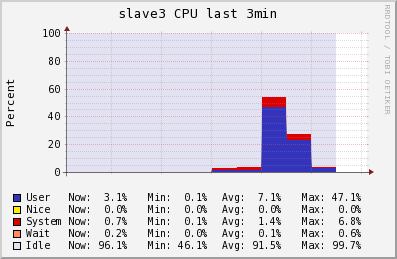 slave3 CPU last 3min
RRDTOOL / TOBI OETIKER
Percent
100
80
60
40
20
0
User Now: 3.1% Min: 0.1% Avg: 7.1% Max: 47.1%
Nice Now: 0.0% Min: 0.0% Avg: 0.0% Max: 0.0%
System Now: 0.7% Min: 0.1% Avg: 1.4% Max: 6.8%
Wait Now: 0.2% Min: 0.0% Avg: 0.1% Max: 0.6%
Idle Now: 96.1% Min: 46.1% Avg: 91.5% Max: 99.7%